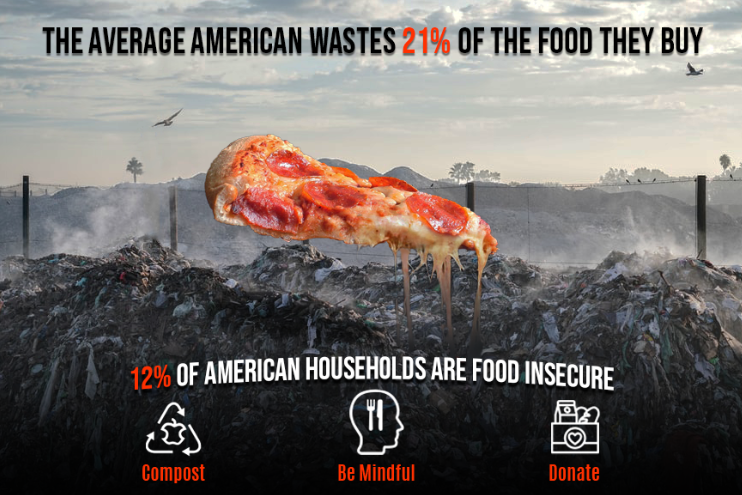 THE AVERAGE AMERICAN WASTES 21% OF THE FOOD THEY BUY
12% OF AMERICAN HOUSEHOLDS ARE FOOD INSECURE
Compost
Be Mindful
Donate